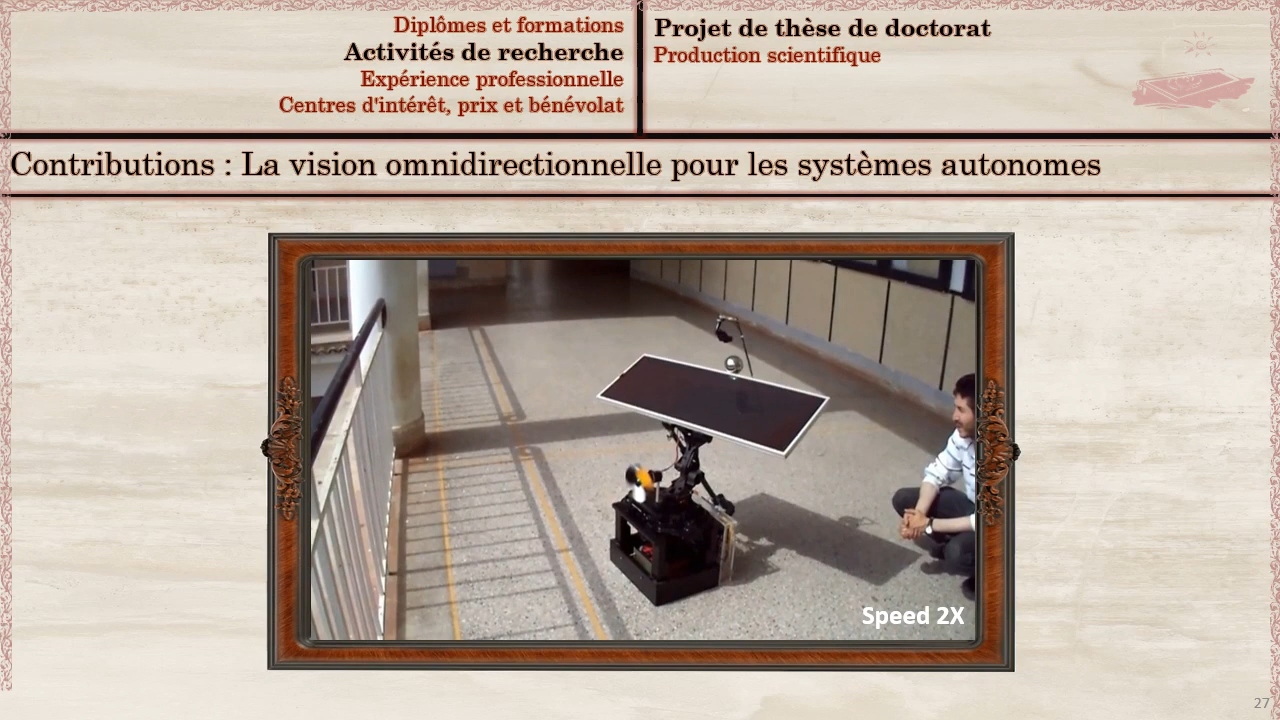 Diplômes et formations
Activités de recherche
Expérience professionnelle
Centres d'intérêt, prix et bénévolat
Projet de thèse de doctorat
Production scientifique
Contributions : La vision omnidirectionnelle pour les systèmes autonomes
Speed 2X
27